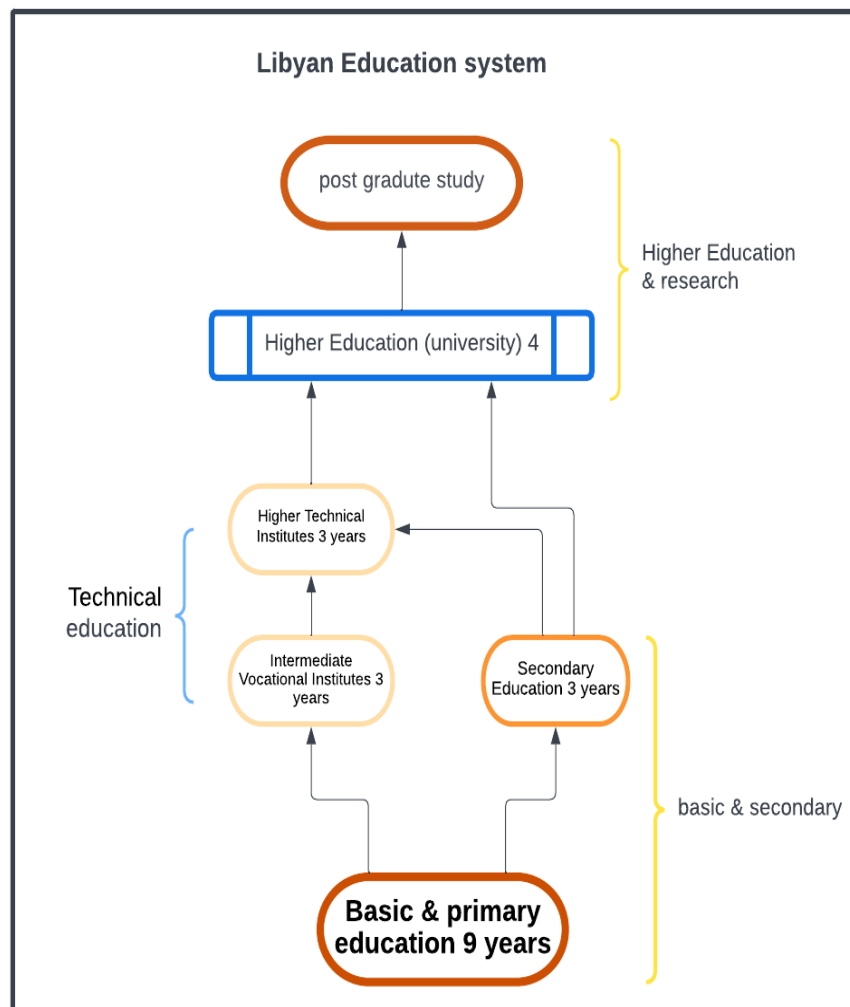 Libyan Education system
post gradute study
Higher Education
& research
Higher Education (university) 4
Higher Technical
Institutes 3 years
Technical
education
Intermediate
Vocational Institutes 3
years
Secondary
Education 3 years
basic & secondary
Basic & primary
education 9 years